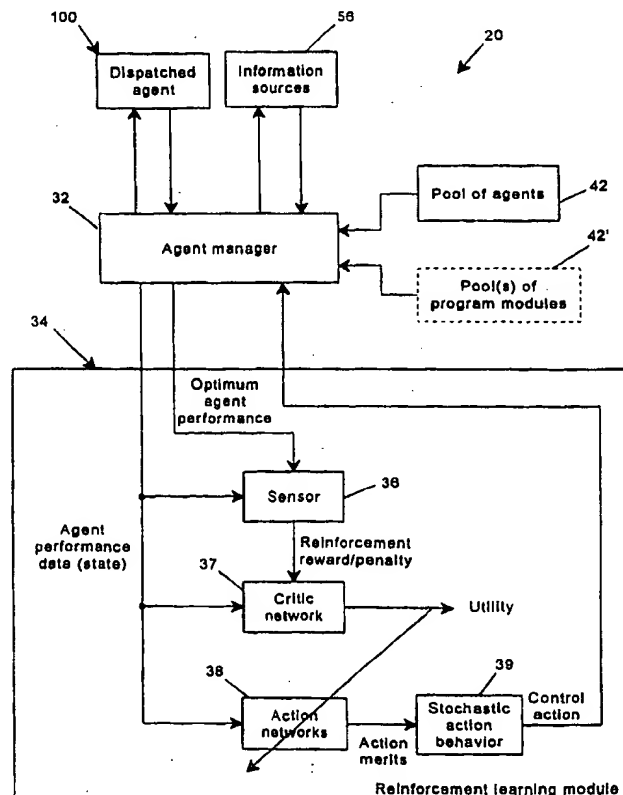 100
56
20
Dispatched
agent
Information
sources
32
Pool of agents
42
Agent manager
42'
Pool(s) of
program modules
34
Optimum
agent
performance
Sensor
36
Agent
performance
data (state)
Reinforcement
reward/penalty
37
Critic
network
Utility
38
39
Action
networks
Action
merits
Stochastic
action
behavior
Control
action
Reinforcement learning module